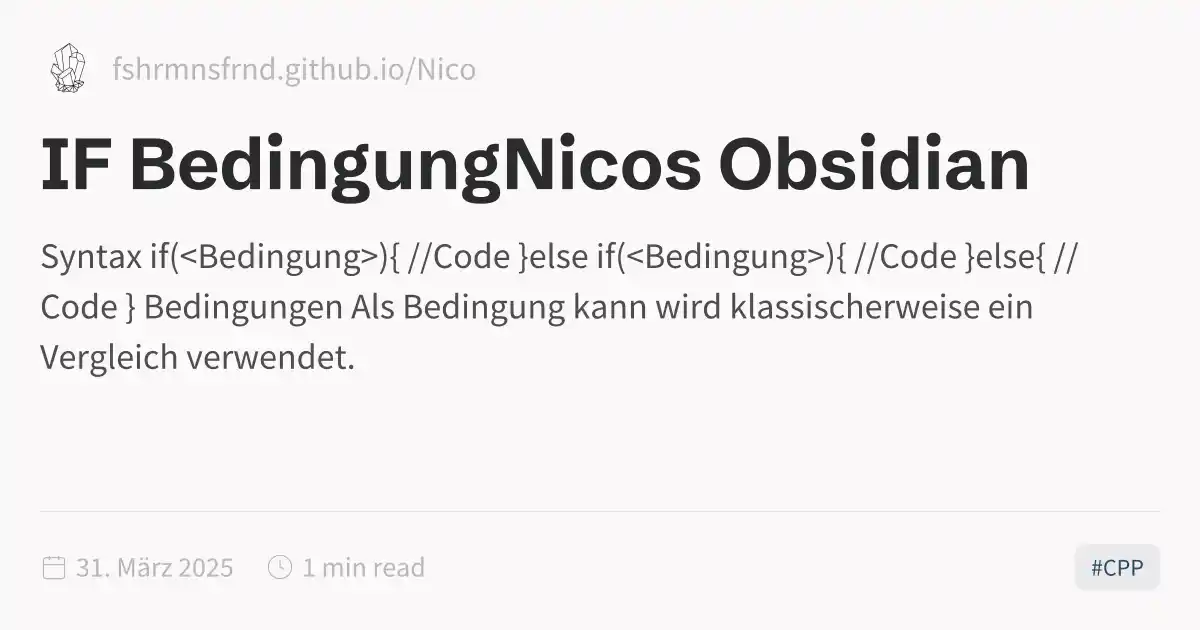 fshrmnsfrnd.github.io/Nico
IF BedingungNicos Obsidian
Syntax if(<Bedingung>){ //Code }else if(<Bedingung>){ //Code }else{ //
Code } Bedingungen Als Bedingung kann wird klassischerweise ein
Vergleich verwendet.
31. März 2025 1 min read #CPP